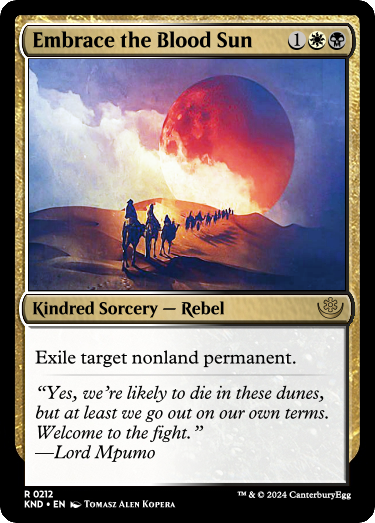 Embrace the Blood Sun 1
Kindred Sorcery — Rebel
Exile target nonland permanent.
“Yes, we’re likely to die in these dunes,
but at least we go out on our own terms.
Welcome to the fight.”
—Lord Mpumo
R 0212
KND • EN Tomasz Alen Kopera
™ & © 2024 CanterburyEgg